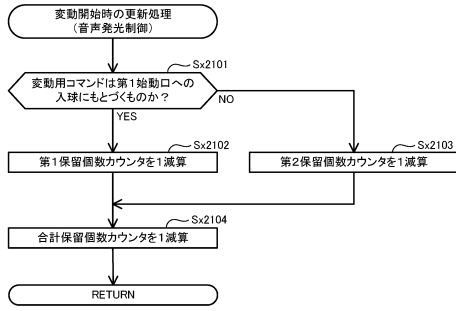 変動開始時の更新処理
（音声発光制御）
Sx2101
変動用コマンドは第1始動口への
入球にもとづくものか？
NO
YES
Sx2102
第1保留個数カウンタを1減算
Sx2103
第2保留個数カウンタを1減算
Sx2104
合計保留個数カウンタを1減算
RETURN